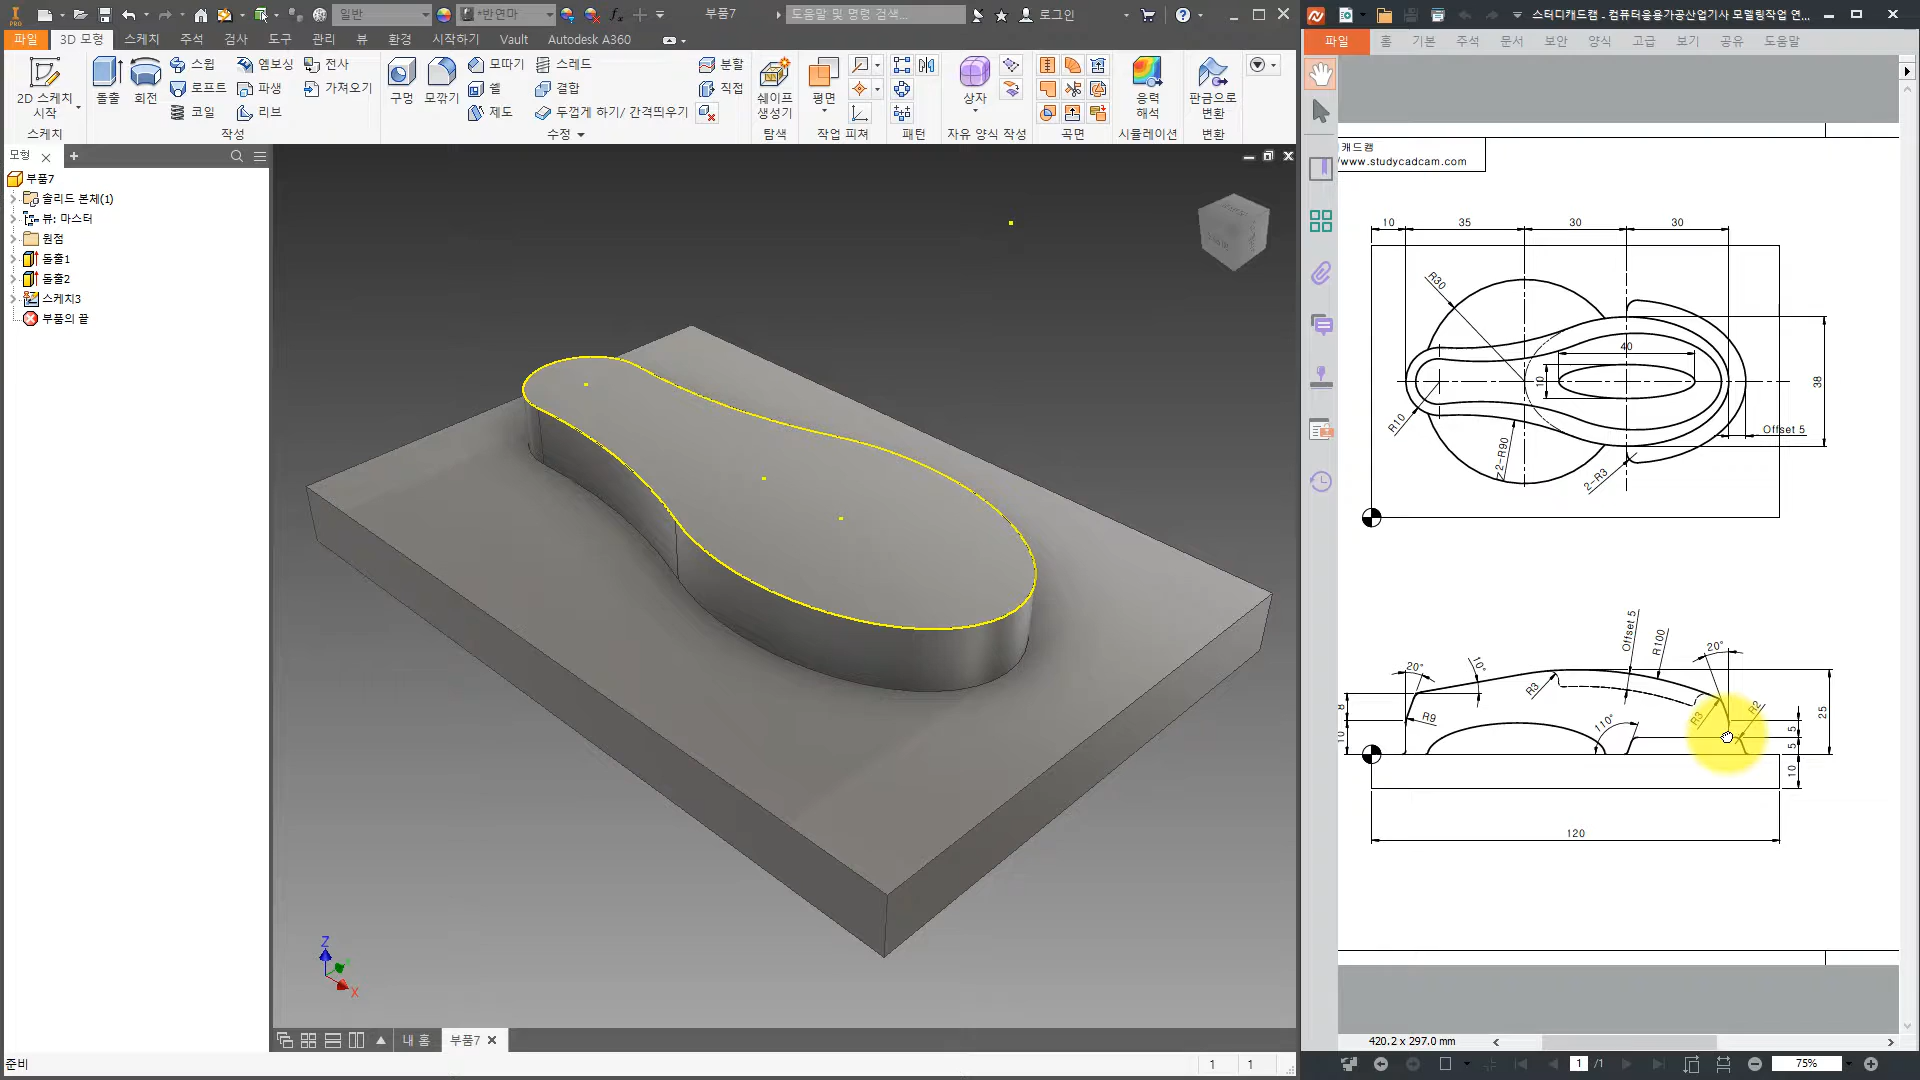 일반
*반연마
부품7
도움말 및 명령 검색...
로그인
파일
3D 모형
스케치
주석
검사
도구
관리
뷰
환경
시작하기
Vault
Autodesk A360
2D 스케치
시작
스케치
돌출
회전
스윕
로프트
코일
엠보싱
파생
리브
전사
가져오기
작성
구멍
모깎기
모따기
쉘
제도
스레드
결합
두껍게 하기/ 간격띄우기
분할
직접
수정
쉐이프
생성기
탐색
평면
작업 피쳐
패턴
상자
자유 양식 작성
곡면
응력
해석
시뮬레이션
판금으로
변환
변환
모형
부품7
솔리드 본체(1)
뷰: 마스터
원점
돌출1
돌출2
스케치3
부품의 끝
Z
X
내 홈
부품7
준비
1
1
스터디캐드캠 - 컴퓨터응용가공산업기사 모델링작업 연...
파일
홈
기본
주석
문서
보안
양식
고급
보기
공유
도움말
캐드캠
/www.studycadcam.com
10
35
30
30
R30
40
10
38
R10
2-R90
2-R3
Offset 5
Offset 5
R100
20°
20°
10°
R3
R9
110°
R3
R2
8
10
5
5
10
25
120
420.2 x 297.0 mm
1
/1
75%